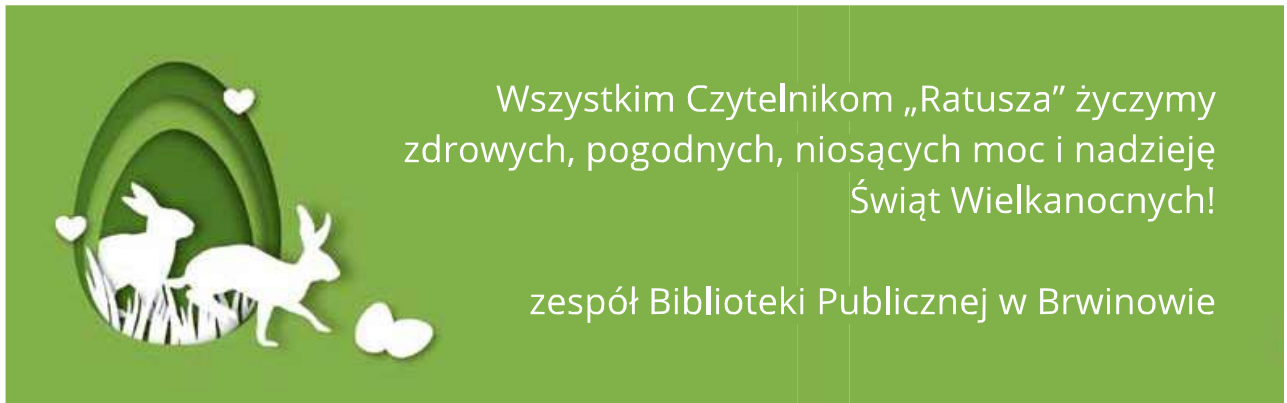 Wszystkim Czytelnikom „Ratusza” życzymy
zdrowych, pogodnych, niosących moc i nadzieję
Świąt Wielkanocnych!
zespół Biblioteki Publicznej w Brwinowie